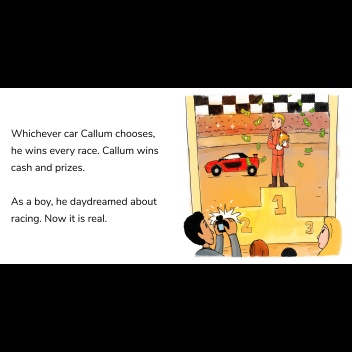 Whichever car Callum chooses,
he wins every race. Callum wins
cash and prizes.
As a boy, he daydreamed about
racing. Now it is real.
1
2
3